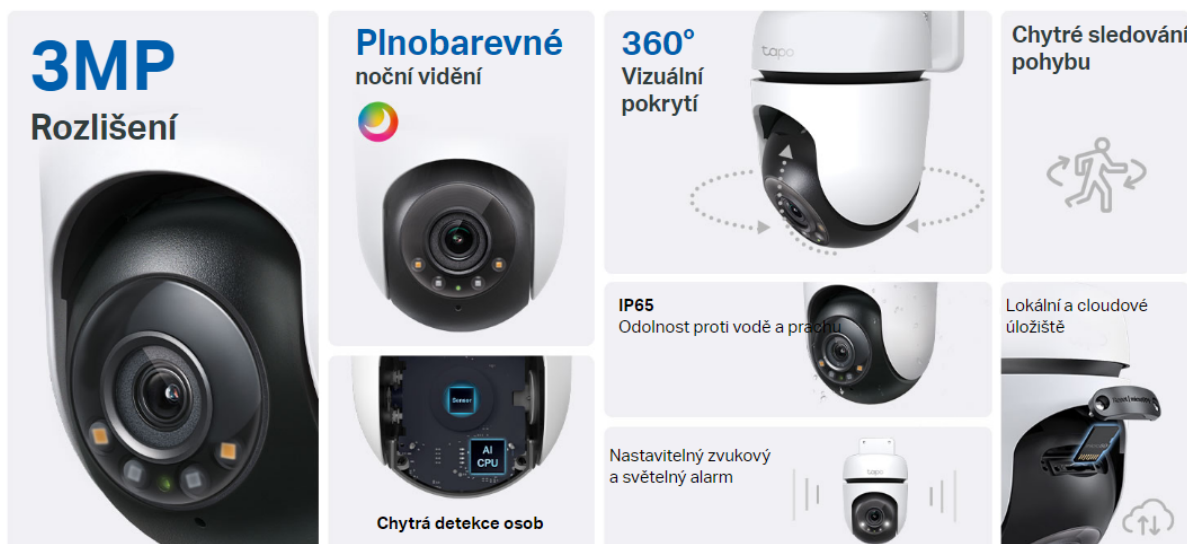 3MP
Rozlišení
Plnobarevné
noční vidění
360°
Vizuální
pokrytí
tapo
Chytré sledování
pohybu
Sensor
AI
CPU
Chytrá detekce osob
IP65
Odolnost proti vodě a prachu
Nastavitelný zvukový
a světelný alarm
tapo
Lokální a cloudové
úložiště